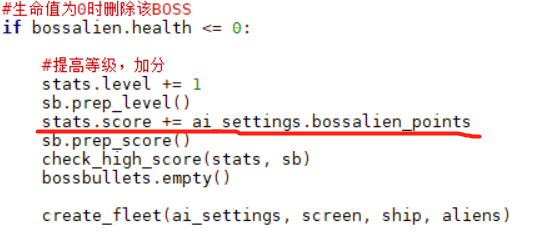 #生命值为0时删除该BOSS
if bossalien.health <= 0:
#提高等级，加分
stats.level += 1
sb.prep_level()
stats.score += ai_settings.bossalien_points
sb.prep_score()
check_high_score(stats, sb)
bossbullets.empty()
create_fleet(ai_settings, screen, ship, aliens)